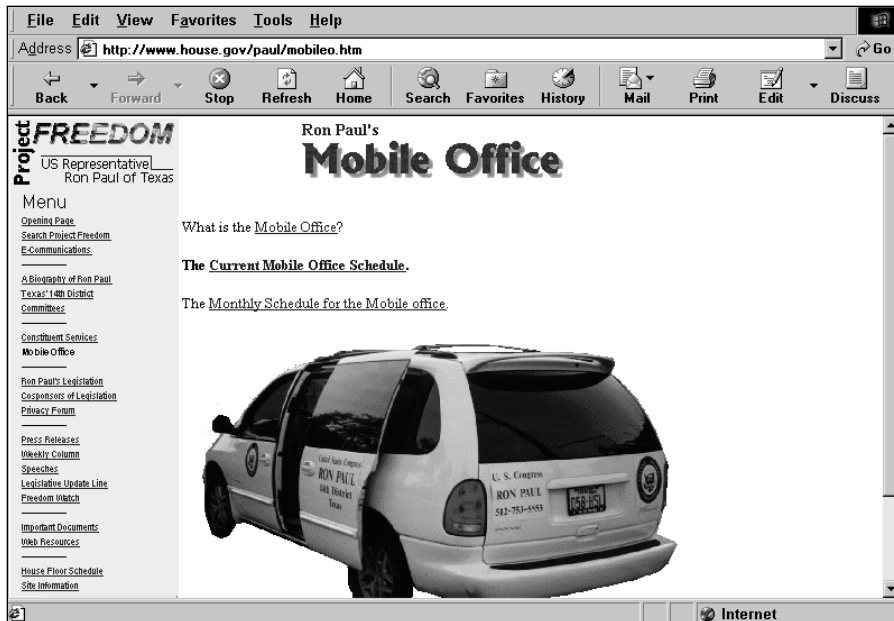 File Edit View Favorites Tools Help
Address http://www.house.gov/paul/mobileo.htm Go
Back Forward Stop Refresh Home Search Favorites History Mail Print Edit Discuss
Project FREEDOM
US Representative
Ron Paul of Texas
Menu
Opening Page
Search Project Freedom
E-Communications
A Biography of Ron Paul
Texas' 14th District
Committees
Constituent Services
Mobile Office
Ron Paul's Legislation
Cosponsors of Legislation
Privacy Forum
Press Releases
Weekly Column
Speeches
Legislative Update Line
Freedom Watch
Important Documents
Web Resources
House Floor Schedule
Site Information
Ron Paul's
Mobile Office
What is the Mobile Office?
The Current Mobile Office Schedule.
The Monthly Schedule for the Mobile office.
United States Congress
RON PAUL
14th District
Texas
U. S. Congress
RON PAUL
512-753-5553
Internet